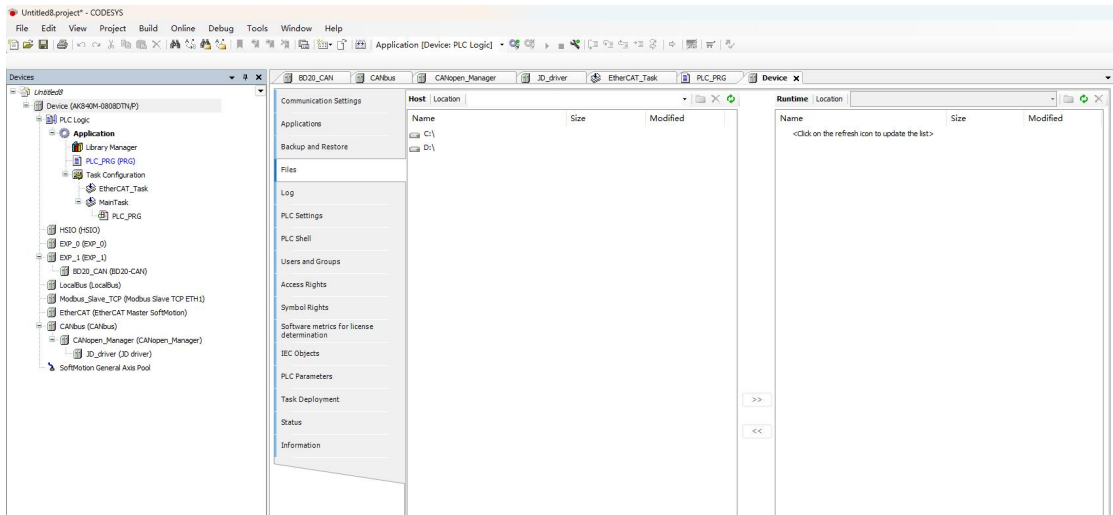 Untitled8.project* - CODESYS
File Edit View Project Build Online Debug Tools Window Help
Application [Device: PLC Logic]
Devices
BD20_CAN CANbus CANopen_Manager JD_driver EtherCAT_Task PLC_PRG Device
Untitled8
Device (AK840M-0808DTN/P)
PLC Logic
Application
Library Manager
PLC_PRG (PRG)
Task Configuration
EtherCAT_Task
MainTask
PLC_PRG
HSIO (HSIO)
EXP_0 (EXP_0)
EXP_1 (EXP_1)
BD20_CAN (BD20-CAN)
LocalBus (LocalBus)
Modbus_Slave_TCP (Modbus Slave TCP ETH1)
EtherCAT (EtherCAT Master SoftMotion)
CANbus (CANbus)
CANopen_Manager (CANopen_Manager)
JD_driver (JD driver)
SoftMotion General Axis Pool
Communication Settings
Applications
Backup and Restore
Files
Log
PLC Settings
PLC Shell
Users and Groups
Access Rights
Symbol Rights
Software metrics for license
determination
IEC Objects
PLC Parameters
Task Deployment
Status
Information
Host Location
Name Size Modified
C:\
D:\
>>
<<
Runtime Location
Name Size Modified
<Click on the refresh icon to update the list>